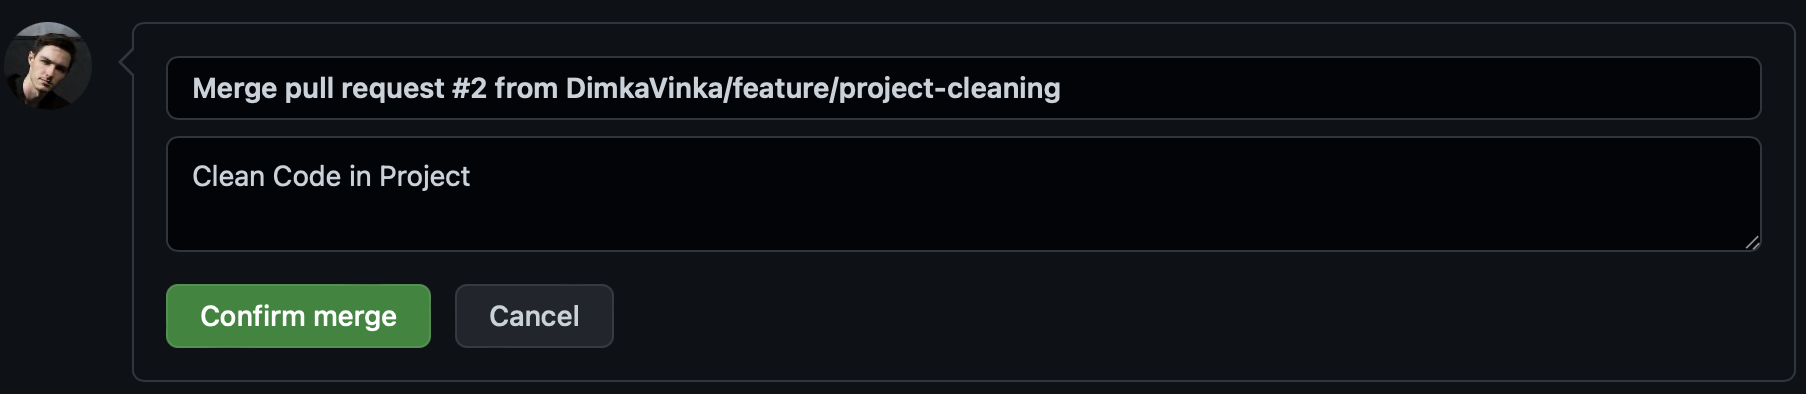 Merge pull request #2 from DimkaVinka/feature/project-cleaning
Clean Code in Project
Confirm merge
Cancel